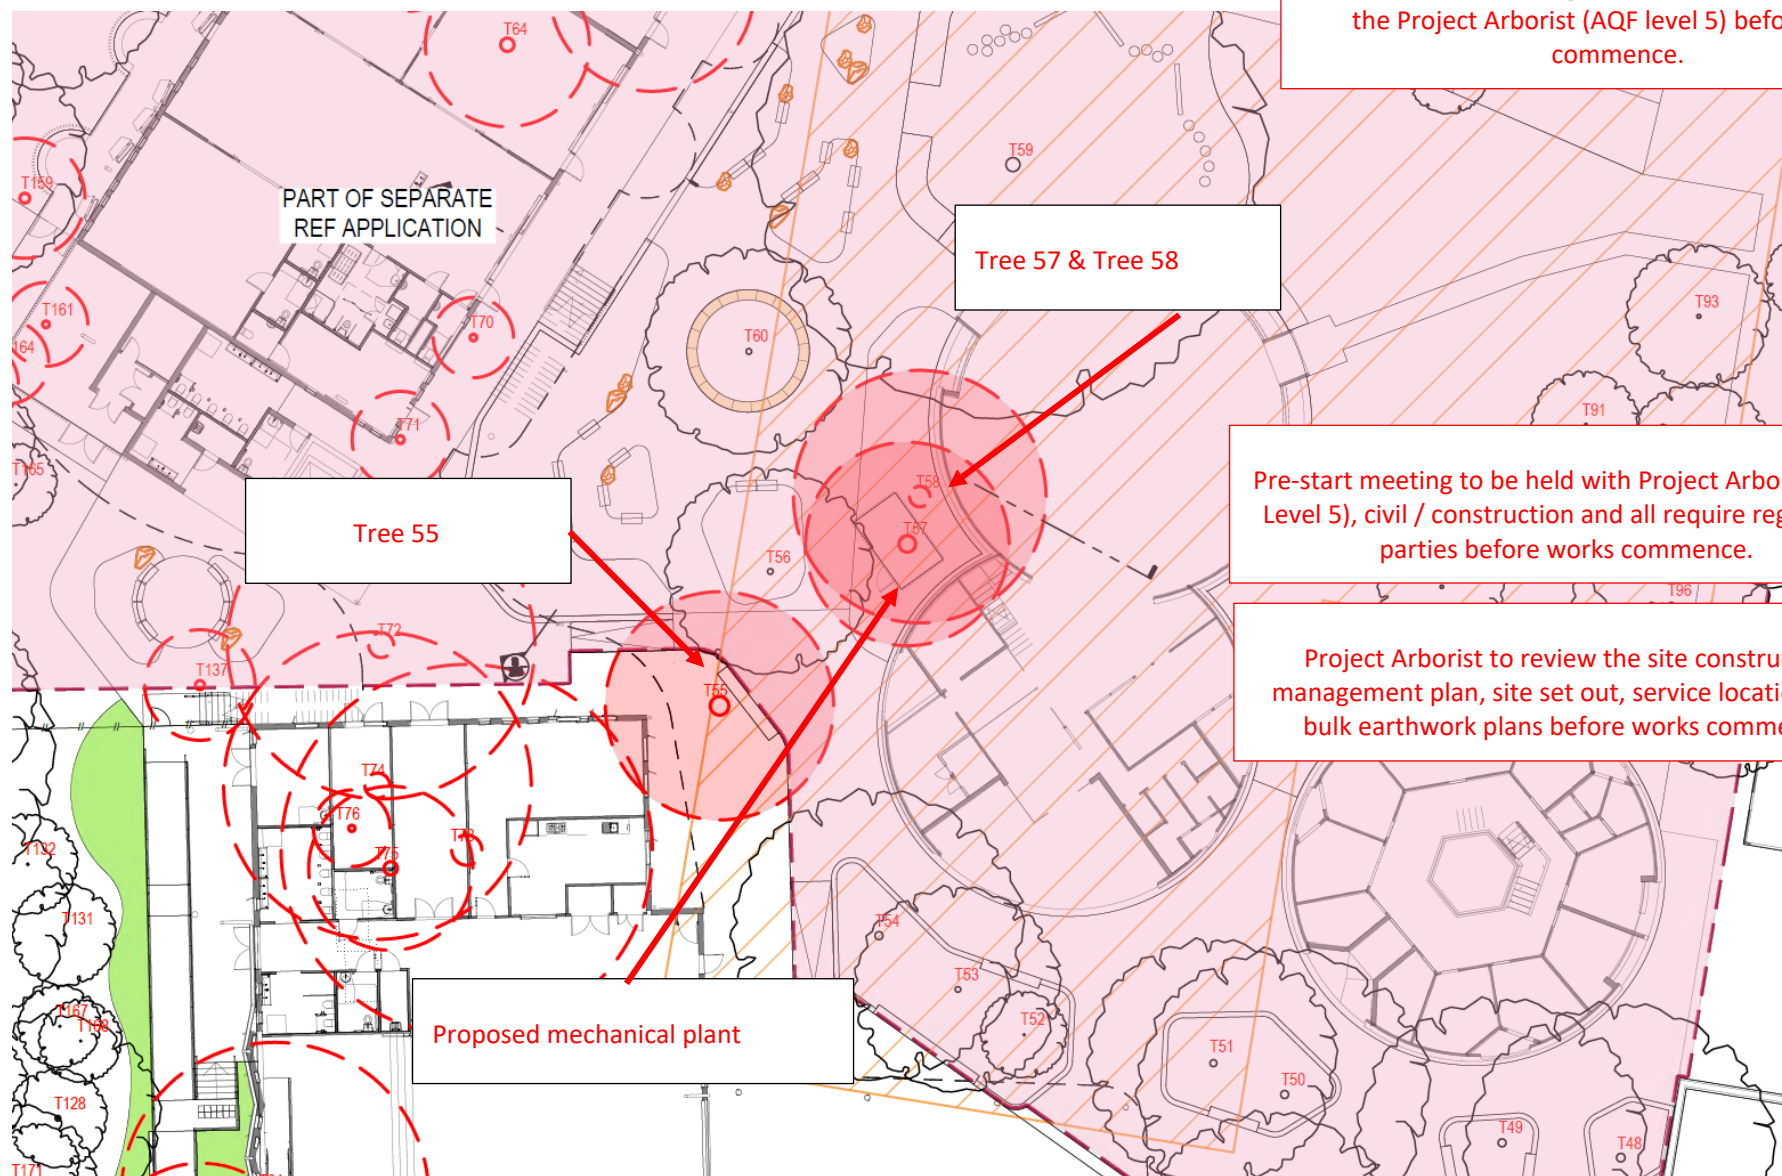 the Project Arborist (AQF level 5) befo
commence.
T64
T59
T159
PART OF SEPARATE
REF APPLICATION
Tree 57 & Tree 58
T93
T161
T70
T60
164
T71
T91
T165
T58
Pre-start meeting to be held with Project Arbo
Level 5), civil / construction and all require reg
parties before works commence.
Tree 55
T57
T56
T96
T72
T137
Project Arborist to review the site constru
management plan, site set out, service locati
bulk earthwork plans before works comme
T55
T74
T76
T73
T75
T132
T131
T54
T53
T52
T167
T168
Proposed mechanical plant
T51
T50
T128
T49
T48
T171